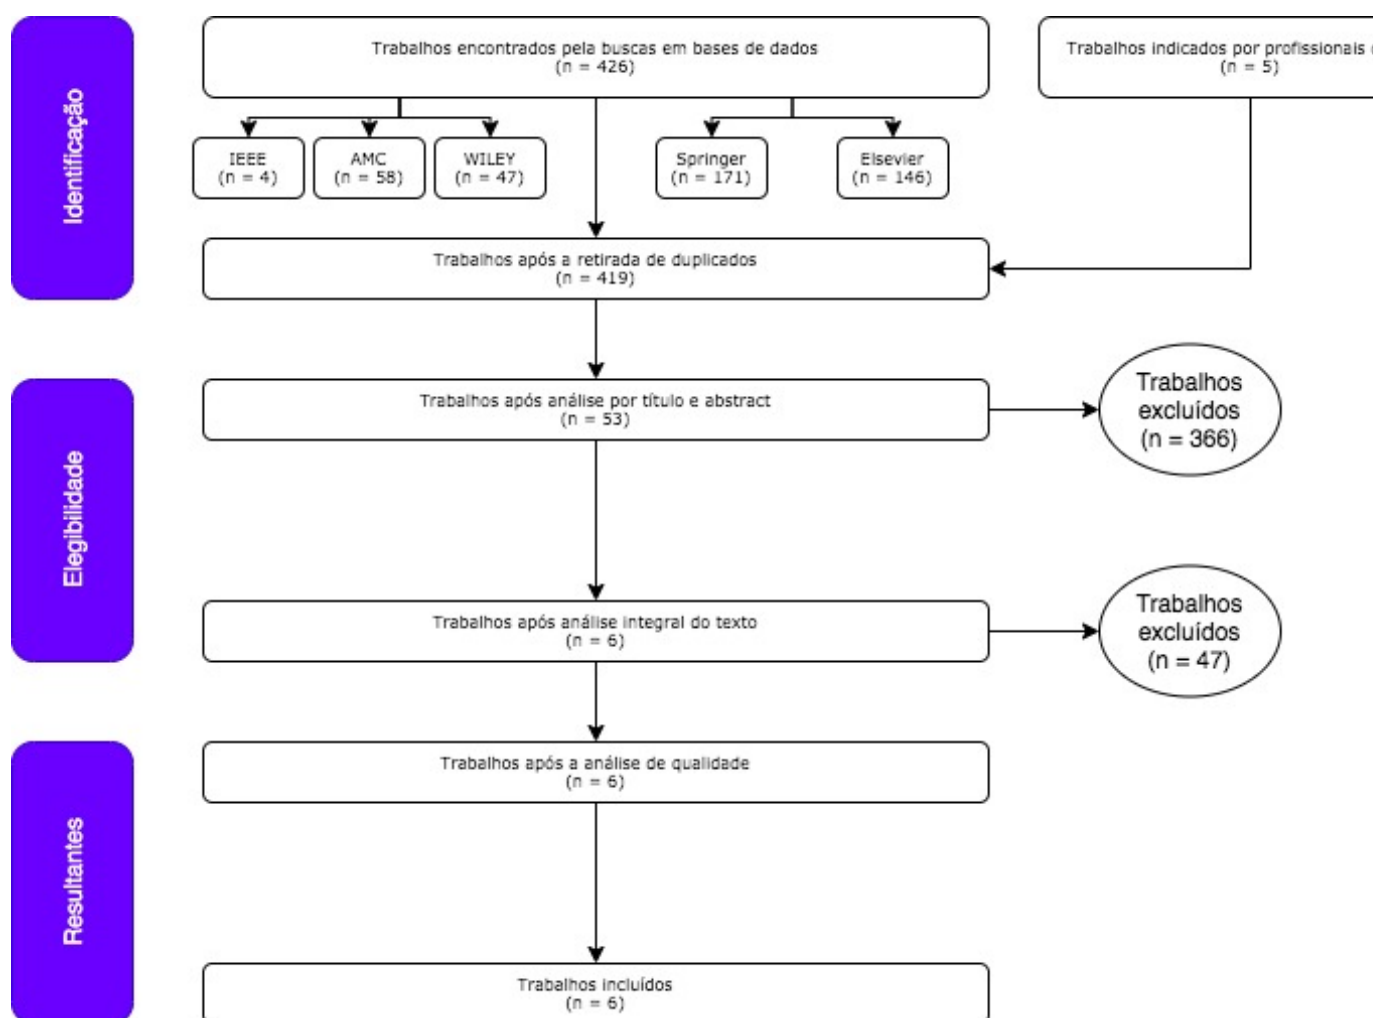 Identificação
Trabalhos encontrados pela buscas em bases de dados
(n = 426)
Trabalhos indicados por profissionais
(n = 5)
IEEE
(n = 4)
AMC
(n = 58)
WILEY
(n = 47)
Springer
(n = 171)
Elsevier
(n = 146)
Trabalhos após a retirada de duplicados
(n = 419)
Elegibilidade
Trabalhos após análise por título e abstract
(n = 53)
Trabalhos
excluídos
(n = 366)
Trabalhos após análise integral do texto
(n = 6)
Trabalhos
excluídos
(n = 47)
Resultantes
Trabalhos após a análise de qualidade
(n = 6)
Trabalhos incluídos
(n = 6)